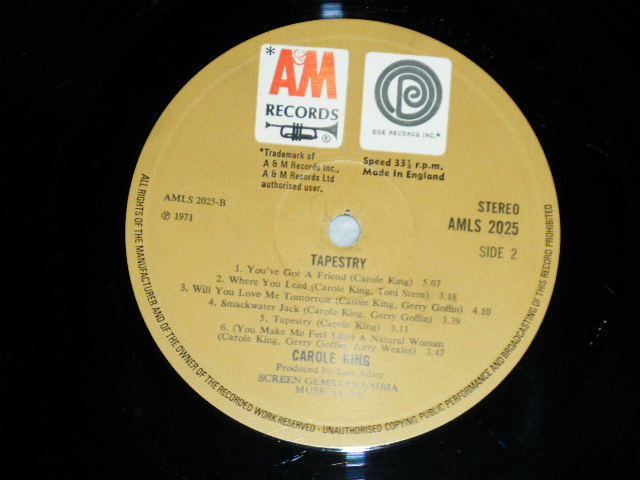 *
A&M
RECORDS
®
ODE RECORDS INC.*
*Trademark of
A & M Records Inc.,
A & M Records Ltd
authorised user.
Speed 33⅓ r.p.m.
Made In England
AMLS 2025-B
℗ 1971
STEREO
AMLS 2025
SIDE 2
TAPESTRY
1. You've Got A Friend (Carole King) 5.07
2. Where You Lead (Carole King, Toni Stern) 3.18
3. Will You Love Me Tomorrow (Carole King, Gerry Goffin) 4.10
4. Smackwater Jack (Carole King, Gerry Goffin) 3.39
5. Tapestry (Carole King) 3.11
6. (You Make Me Feel Like) A Natural Woman
(Carole King, Gerry Goffin, Jerry Wexler) 3.47
CAROLE KING
Produced by Lou Adler
SCREEN GEMS-COLUMBIA
MUSIC
ALL RIGHTS OF THE MANUFACTURER AND OF THE OWNER OF THE RECORDED WORK RESERVED - UNAUTHORISED COPYING PUBLIC PERFORMANCE AND BROADCASTING OF THIS RECORD PROHIBITED